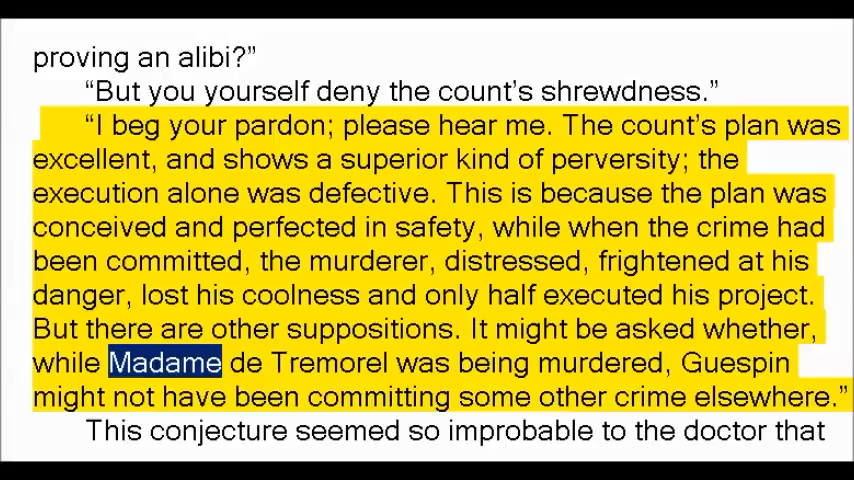 proving an alibi?”
“But you yourself deny the count’s shrewdness.”
“I beg your pardon; please hear me. The count’s plan was
excellent, and shows a superior kind of perversity; the
execution alone was defective. This is because the plan was
conceived and perfected in safety, while when the crime had
been committed, the murderer, distressed, frightened at his
danger, lost his coolness and only half executed his project.
But there are other suppositions. It might be asked whether,
while Madame de Tremorel was being murdered, Guespin
might not have been committing some other crime elsewhere.”
This conjecture seemed so improbable to the doctor that